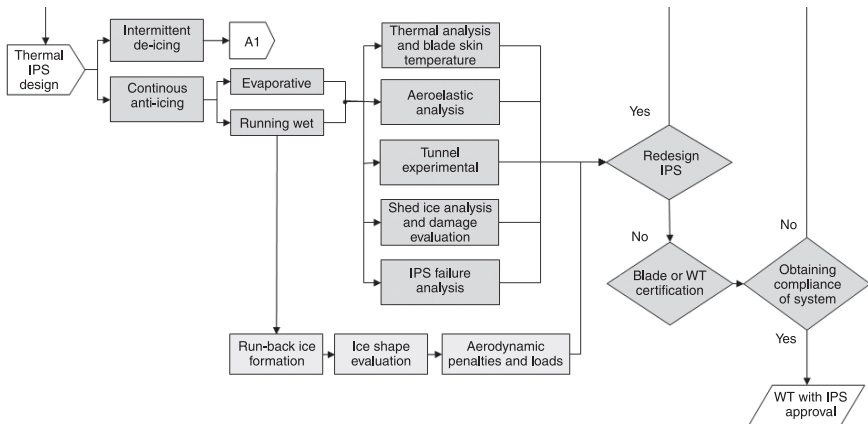 Thermal
IPS
design
Intermittent
de-icing
A1
Continous
anti-icing
Evaporative
Running wet
Thermal analysis
and blade skin
temperature
Aeroelastic
analysis
Tunnel
experimental
Shed ice analysis
and damage
evaluation
IPS failure
analysis
Run-back ice
formation
Ice shape
evaluation
Aerodynamic
penalties and loads
Yes
Redesign
IPS
No
Blade or WT
certification
No
Obtaining
compliance
of system
Yes
WT with IPS
approval